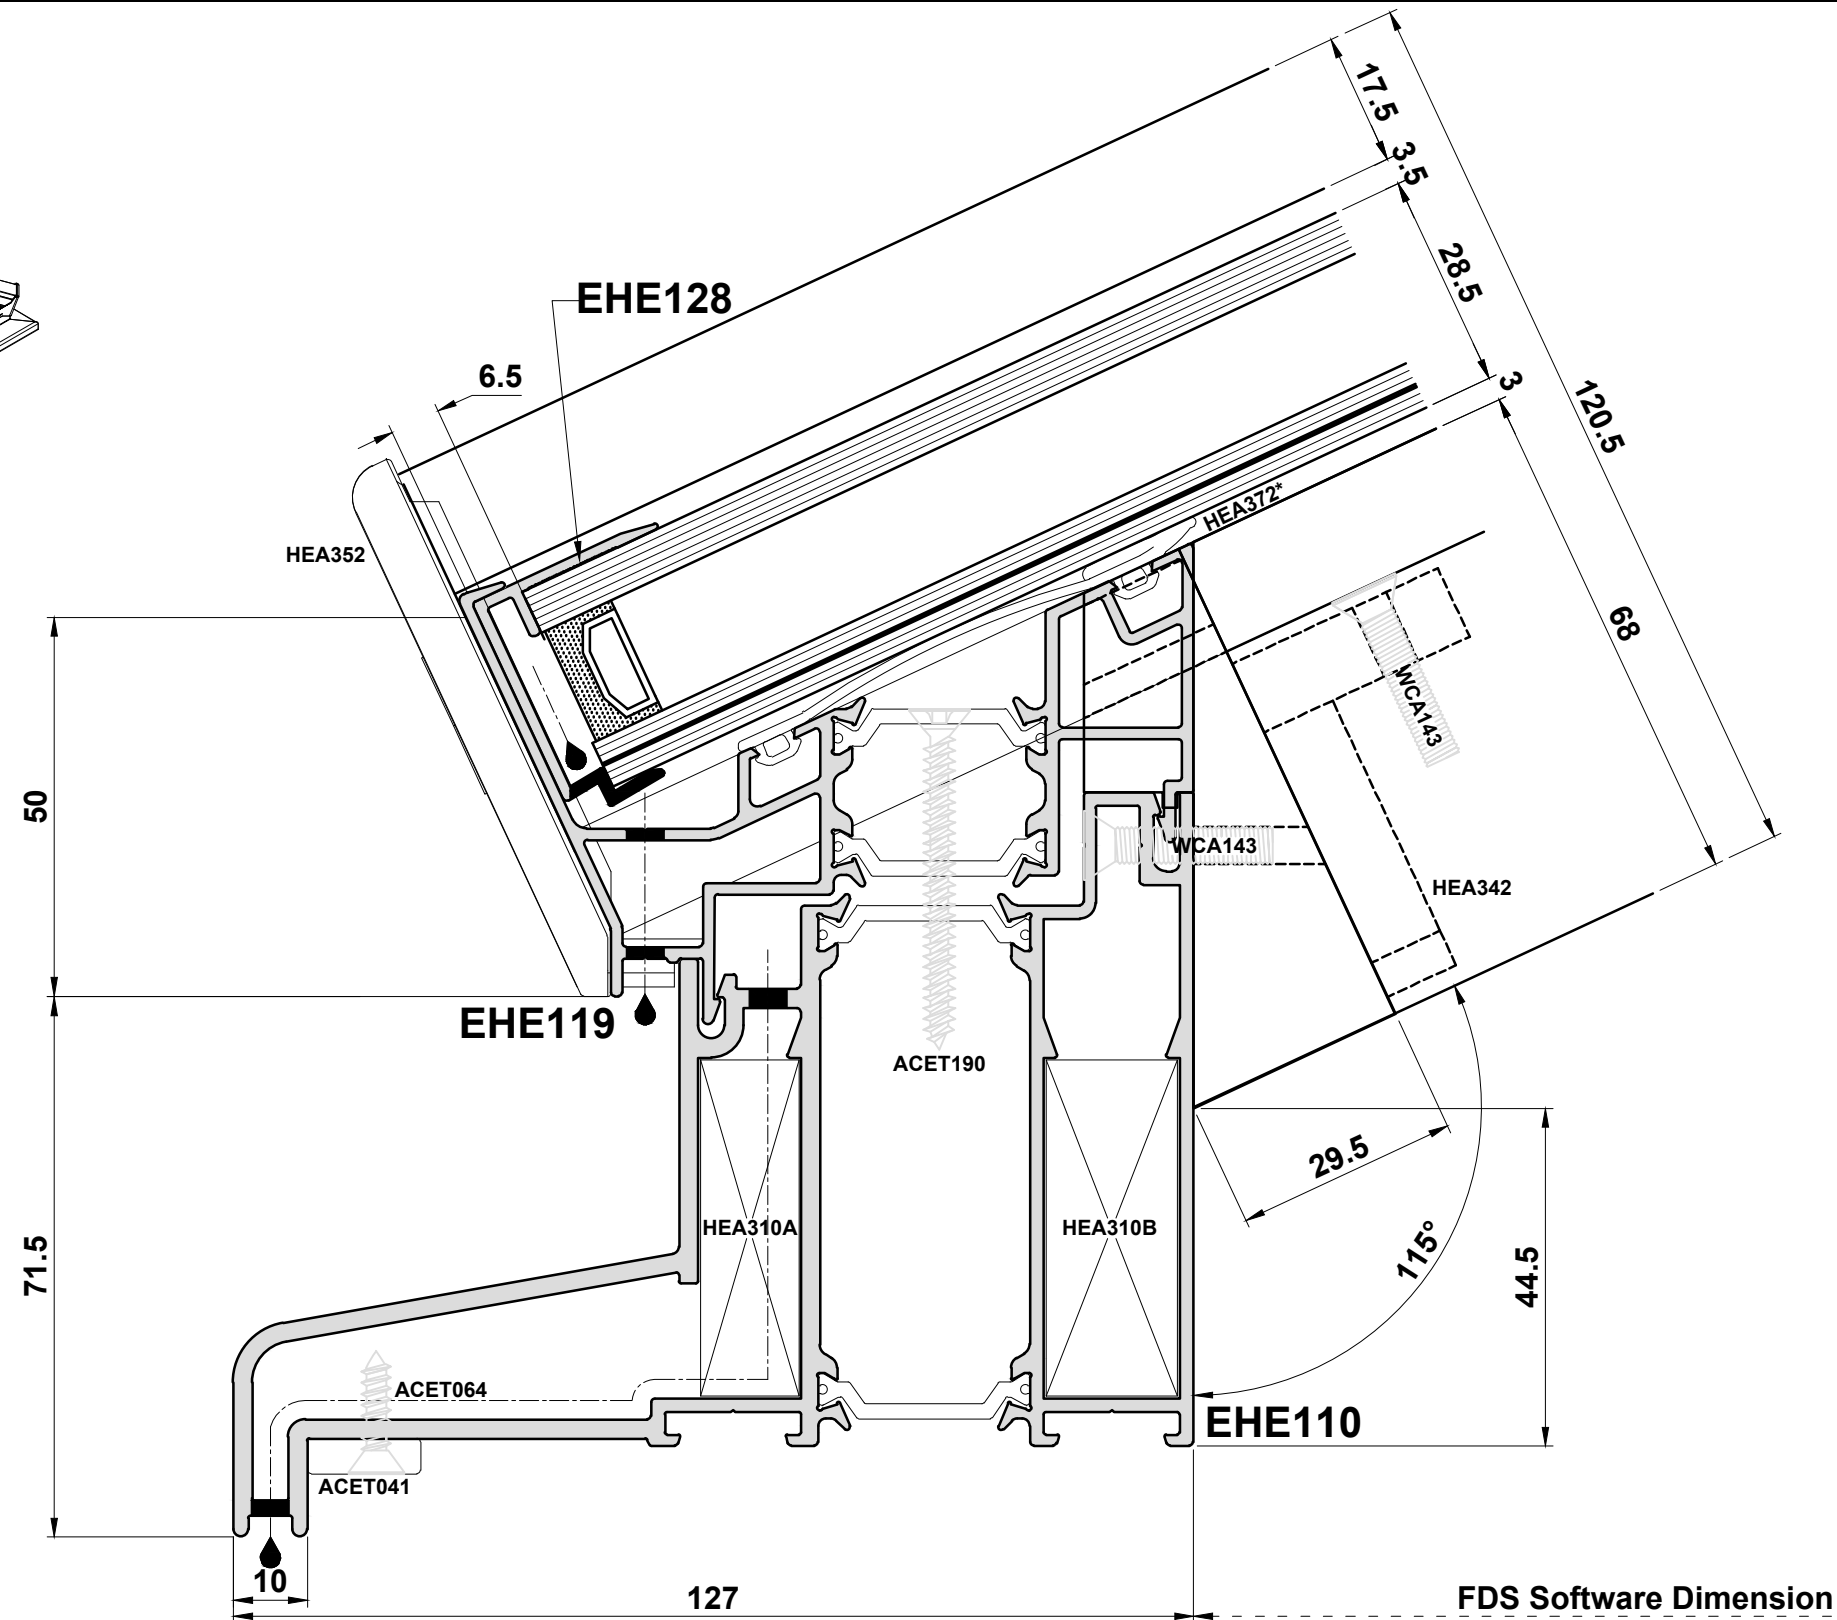 17.5
3.5
EHE128
28.5
6.5
3
120.5
HEA372*
HEA352
68
WCA143
50
WCA143
HEA342
EHE119
ACET190
29.5
HEA310A
HEA310B
115°
71.5
44.5
ACET064
EHE110
ACET041
10
127
FDS Software Dimension